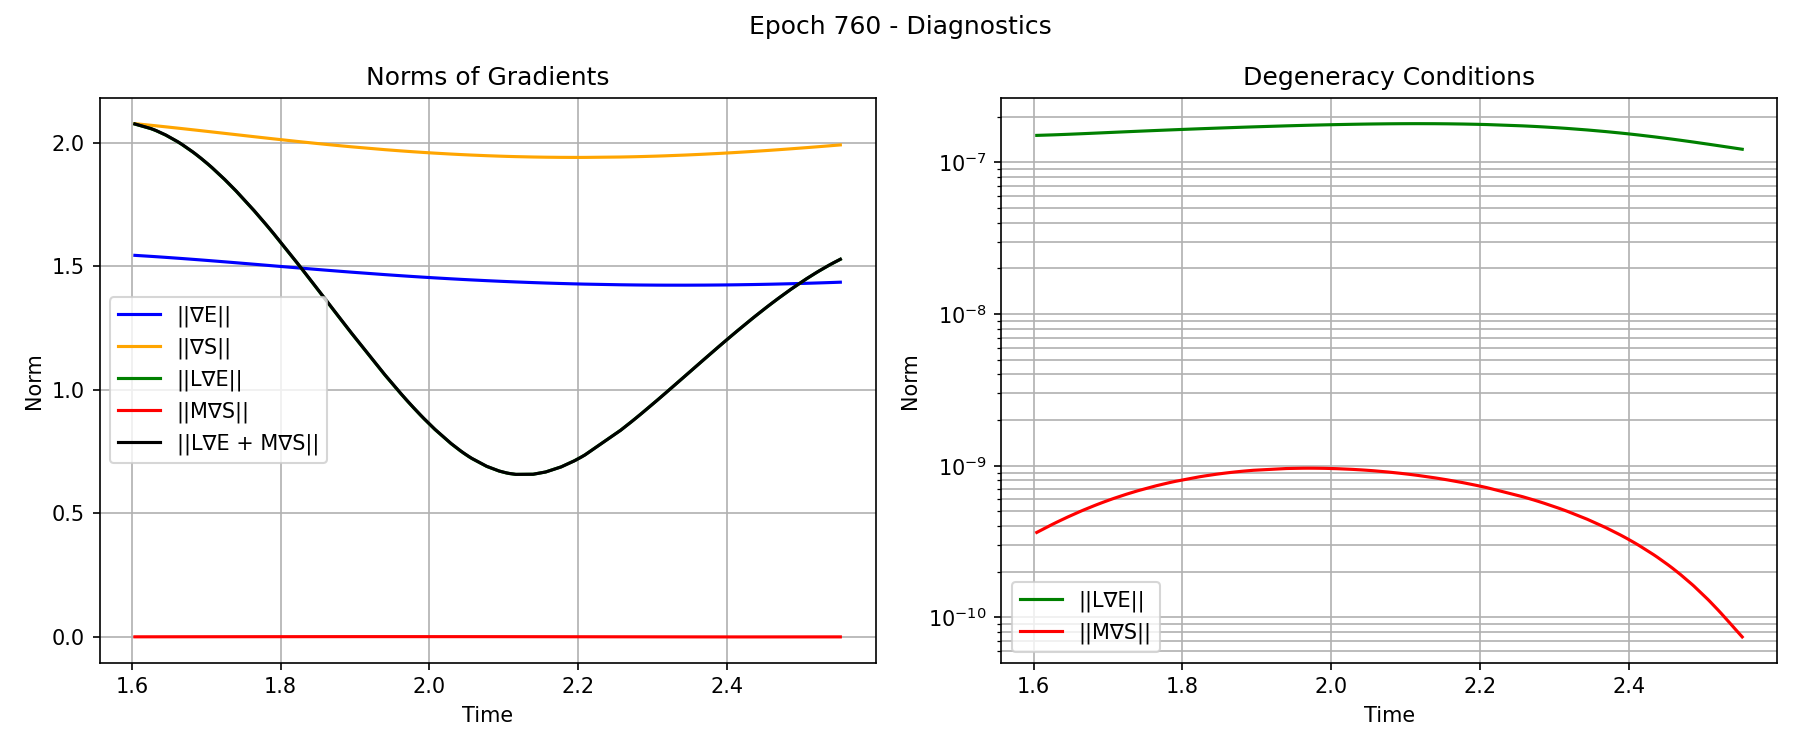 Epoch 760 - Diagnostics
Norms of Gradients
Norm
2.0
1.5
1.0
0.5
0.0
||∇E||
||∇S||
||L∇E||
||M∇S||
||L∇E + M∇S||
1.6
1.8
2.0
2.2
2.4
Time
Degeneracy Conditions
Norm
10⁻⁷
10⁻⁸
10⁻⁹
10⁻¹⁰
||L∇E||
||M∇S||
1.6
1.8
2.0
2.2
2.4
Time